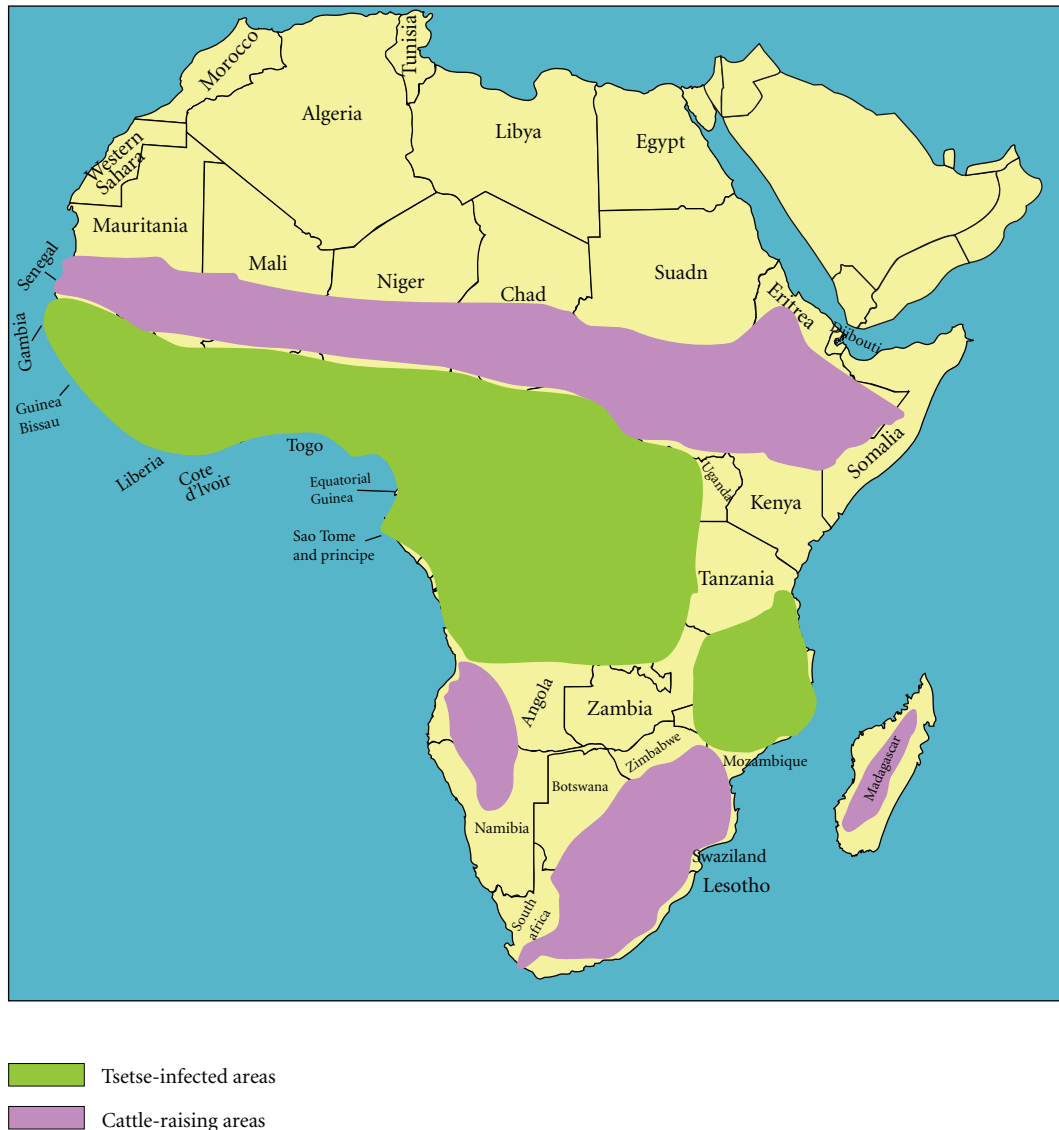 Morocco
Tunisia
Algeria
Libya
Egypt
Western
Sahara
Mauritania
Mali
Niger
Chad
Suadn
Eritrea
Djibouti
Senegal
Gambia
Guinea
Bissau
Liberia
Cote
d'Ivoir
Togo
Equatorial
Guinea
Sao Tome
and principe
Uganda
Kenya
Somalia
Tanzania
Angola
Zambia
Zimbabwe
Mozambique
Madagascar
Botswana
Namibia
Swaziland
Lesotho
South
africa
Tsetse-infected areas
Cattle-raising areas